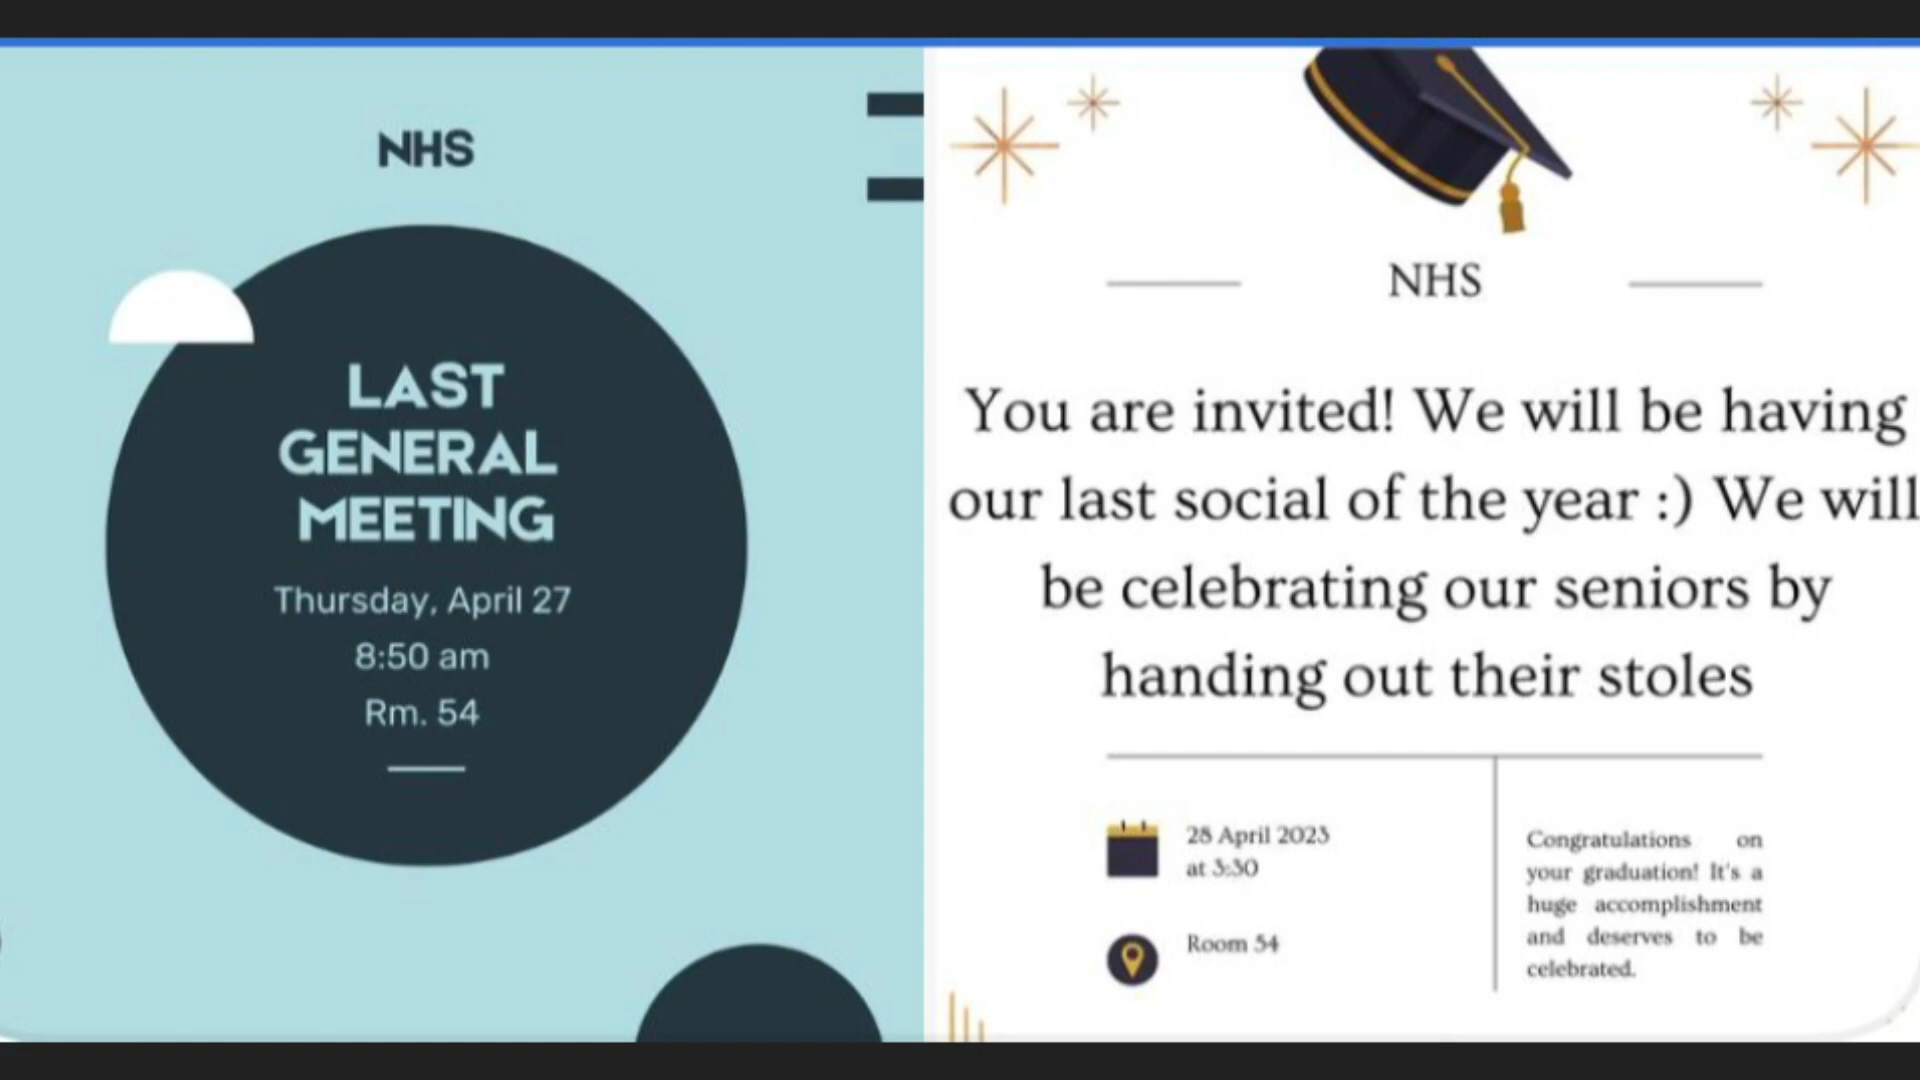 NHS
LAST
GENERAL
MEETING
Thursday, April 27
8:50 am
Rm. 54
NHS
You are invited! We will be having
our last social of the year :) We will
be celebrating our seniors by
handing out their stoles
28 April 2023
at 3:30
Room 54
Congratulations on
your graduation! It's a
huge accomplishment
and deserves to be
celebrated.